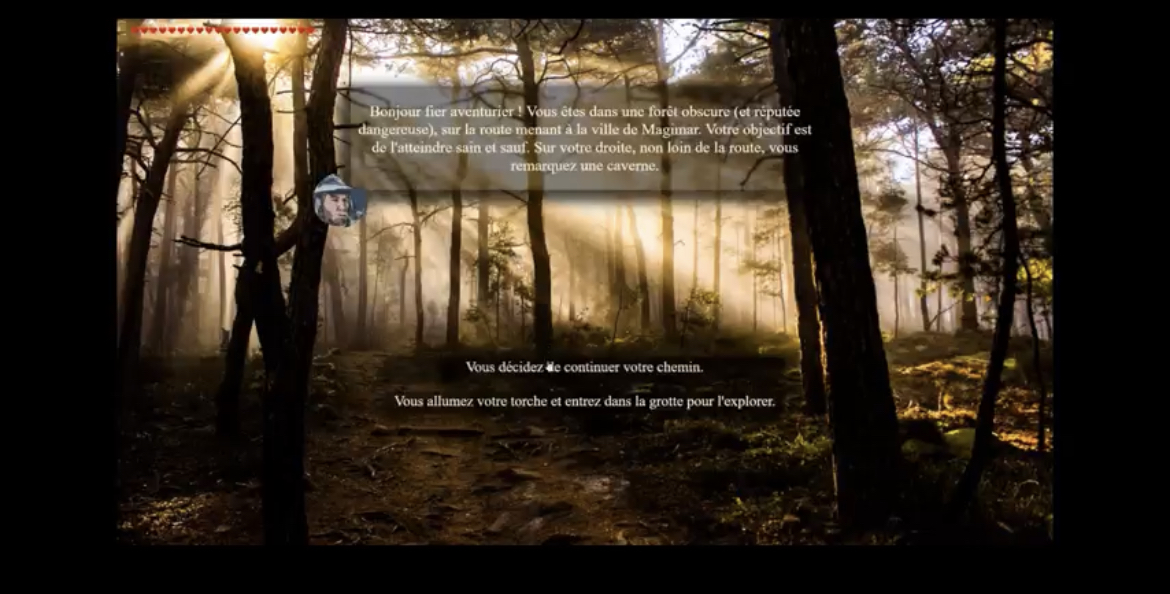 Bonjour fier aventurier ! Vous êtes dans une forêt obscure (et réputée
dangereuse), sur la route menant à la ville de Magimar. Votre objectif est
de l'atteindre sain et sauf. Sur votre droite, non loin de la route, vous
remarquez une caverne.
Vous décidez de continuer votre chemin.
Vous allumez votre torche et entrez dans la grotte pour l'explorer.